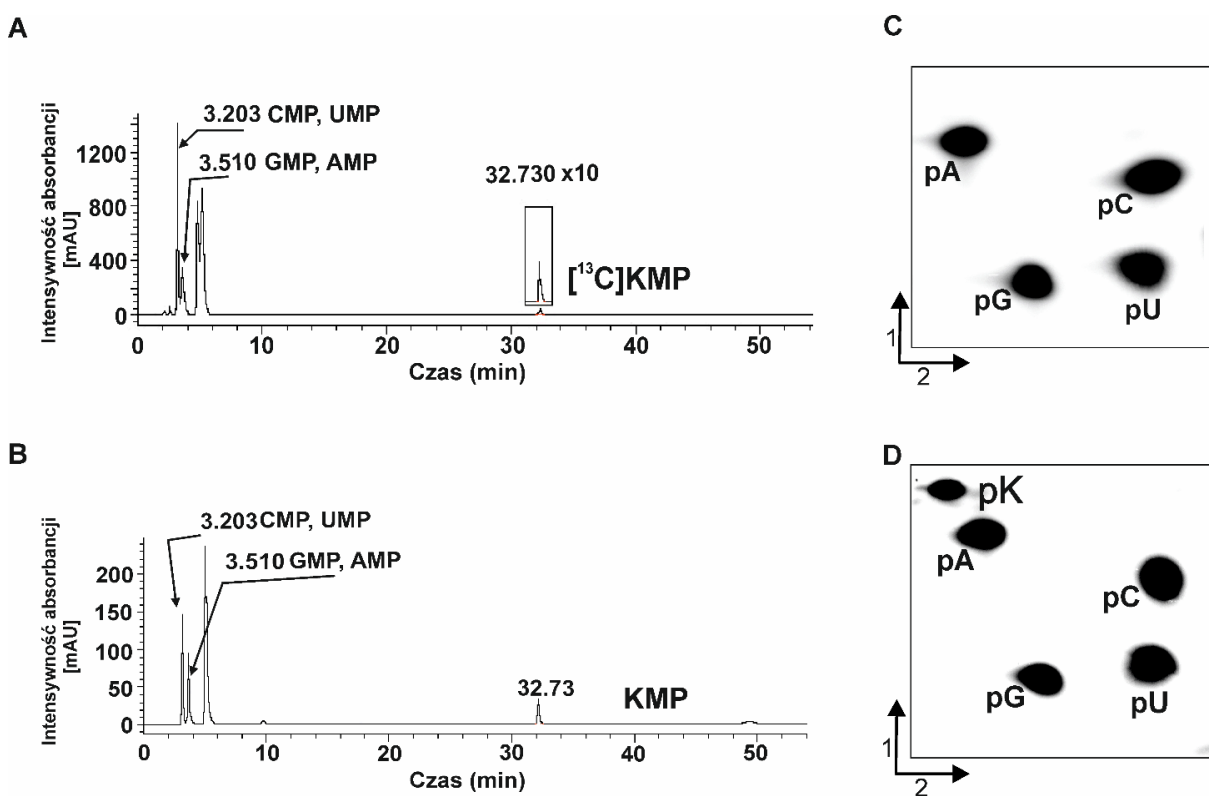 A
Intensywność absorbancji
[mAU]
1200
800
400
0
3.203 CMP, UMP
3.510 GMP, AMP
32.730 x10
[¹³C]KMP
10
20
30
40
50
Czas (min)
B
Intensywność absorbancji
[mAU]
200
150
100
50
0
3.203CMP, UMP
3.510 GMP, AMP
32.73
KMP
0
10
20
30
40
50
Czas (min)
C
pA
pC
pG
pU
1
2
D
pK
pA
pC
pG
pU
1
2